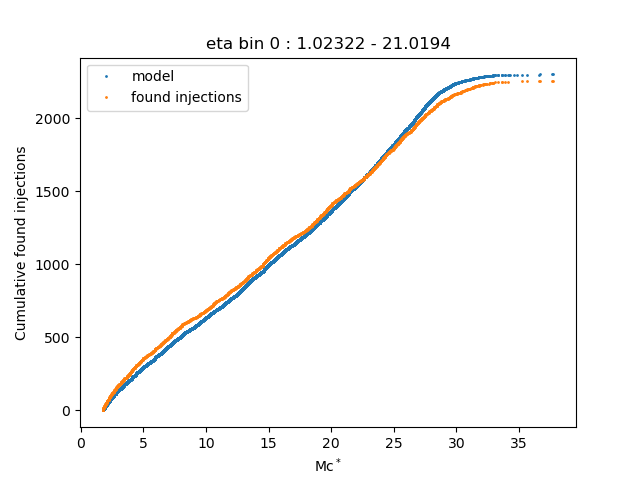 eta bin 0 : 1.02322 - 21.0194
model
found injections
Cumulative found injections
2000
1500
1000
500
0
0 5 10 15 20 25 30 35
Mc*